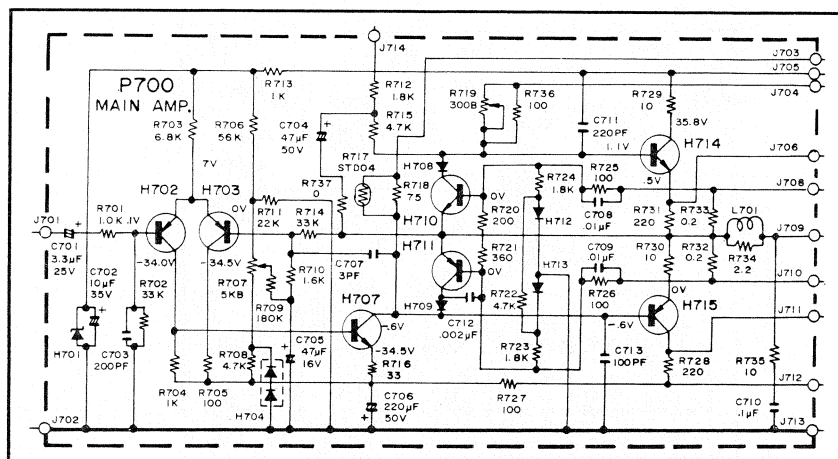 J714
J703
J705
J704
P700
MAIN AMP.
R713
1K
R712
1.8K
R719
300B
R736
100
R729
10
35.8V
R703
6.8K
R706
56K
C704
47µF
50V
R715
4.7K
C711
220PF
1.1V
H714
J706
7V
R717
STD04
H708
R725
100
R724
1.8K
.5V
H702
H703
R737
0
R718
75
H710
0V
J708
J701
R701
1.0K
.1V
0V
R711
22K
R714
33K
R720
200
H712
C708
.01µF
R731
220
R733
0.2
L701
J709
C701
3.3µF
25V
-34.0V
-34.5V
H711
R721
360
C709
.01µF
R730
10
R732
0.2
R734
2.2
C702
10µF
35V
R702
33K
R707
5KB
R710
1.6K
C707
3PF
0V
H713
J710
R709
180K
H707
H709
R722
4.7K
R726
100
0V
H715
J711
-.6V
-.6V
C712
.002µF
H701
C703
200PF
R708
4.7K
C705
47µF
16V
-34.5V
R716
33
R723
1.8K
C713
100PF
R728
220
R735
10
J712
R704
1K
R705
100
H704
C706
220µF
50V
R727
100
C710
.1µF
J702
J713